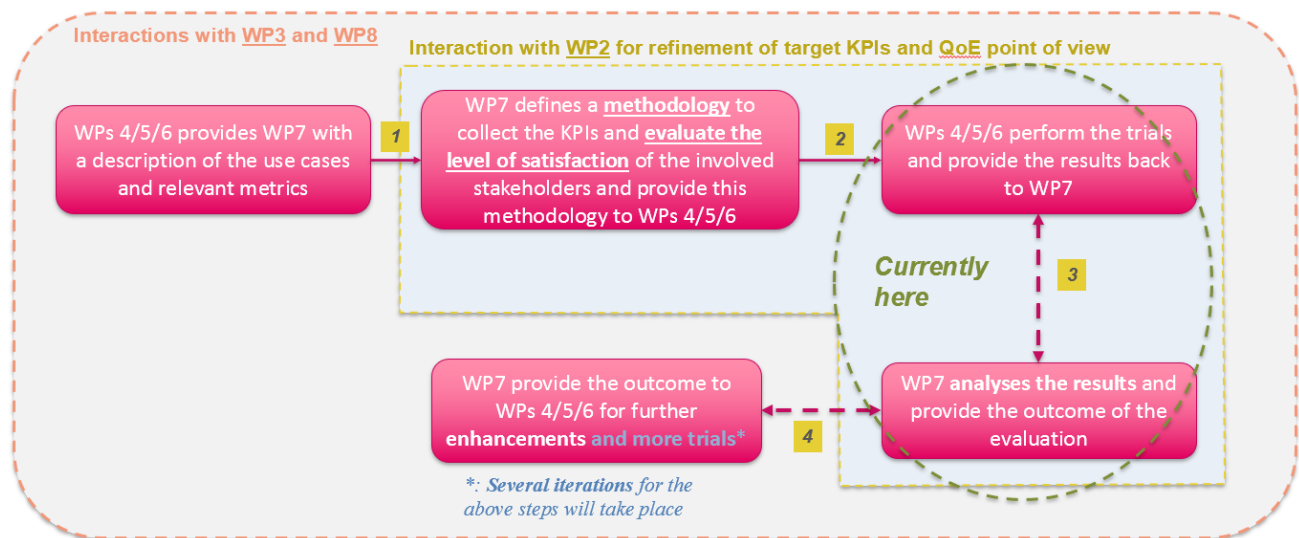 Interactions with WP3 and WP8
Interaction with WP2 for refinement of target KPIs and QoE point of view
WPs 4/5/6 provides WP7 with
a description of the use cases
and relevant metrics
1
WP7 defines a methodology to
collect the KPIs and evaluate the
level of satisfaction of the involved
stakeholders and provide this
methodology to WPs 4/5/6
2
WPs 4/5/6 perform the trials
and provide the results back
to WP7
Currently
here
3
WP7 analyses the results and
provide the outcome of the
evaluation
4
WP7 provide the outcome to
WPs 4/5/6 for further
enhancements and more trials*
*: Several iterations for the
above steps will take place